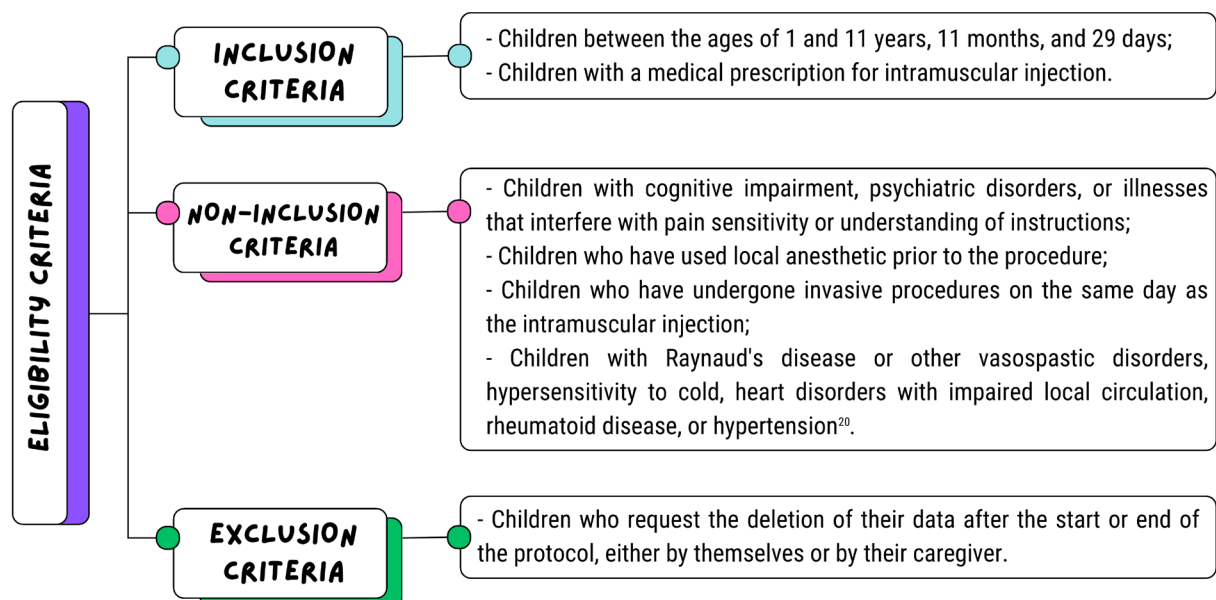 ELIGIBILITY CRITERIA
INCLUSION
CRITERIA
- Children between the ages of 1 and 11 years, 11 months, and 29 days;
- Children with a medical prescription for intramuscular injection.
NON-INCLUSION
CRITERIA
- Children with cognitive impairment, psychiatric disorders, or illnesses
that interfere with pain sensitivity or understanding of instructions;
- Children who have used local anesthetic prior to the procedure;
- Children who have undergone invasive procedures on the same day as
the intramuscular injection;
- Children with Raynaud's disease or other vasospastic disorders,
hypersensitivity to cold, heart disorders with impaired local circulation,
rheumatoid disease, or hypertension²⁰.
EXCLUSION
CRITERIA
- Children who request the deletion of their data after the start or end of
the protocol, either by themselves or by their caregiver.